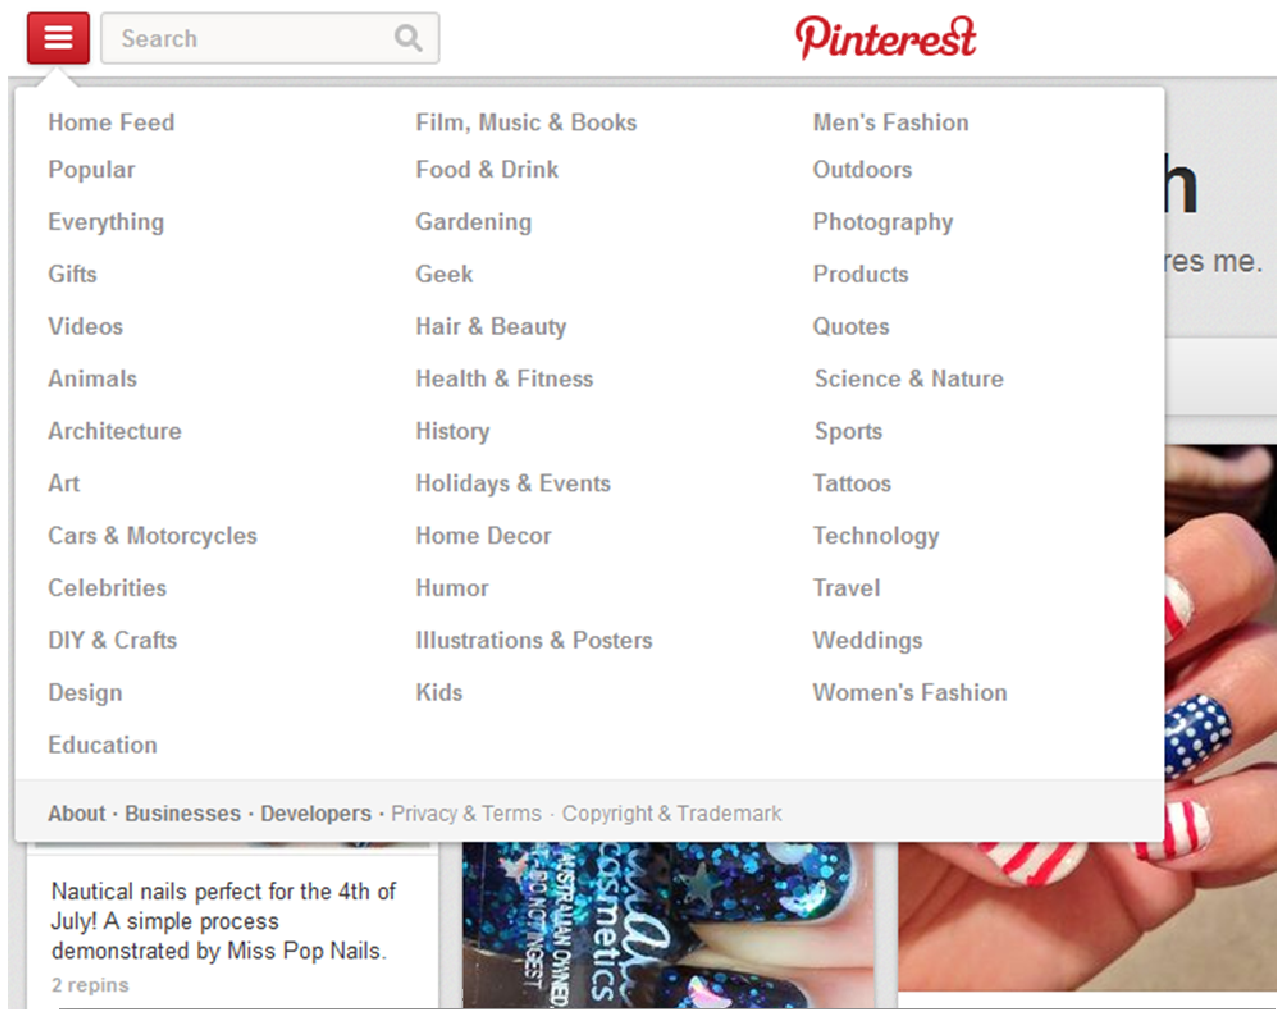 Search
Pinterest
Home Feed
Popular
Everything
Gifts
Videos
Animals
Architecture
Art
Cars & Motorcycles
Celebrities
DIY & Crafts
Design
Education
Film, Music & Books
Food & Drink
Gardening
Geek
Hair & Beauty
Health & Fitness
History
Holidays & Events
Home Decor
Humor
Illustrations & Posters
Kids
Men's Fashion
Outdoors
Photography
Products
Quotes
Science & Nature
Sports
Tattoos
Technology
Travel
Weddings
Women's Fashion
h
res me.
About · Businesses · Developers · Privacy & Terms · Copyright & Trademark
Nautical nails perfect for the 4th of
July! A simple process
demonstrated by Miss Pop Nails.
2 repins
cosmetics
AUSTRALIAN OWNED
NOT INGEST